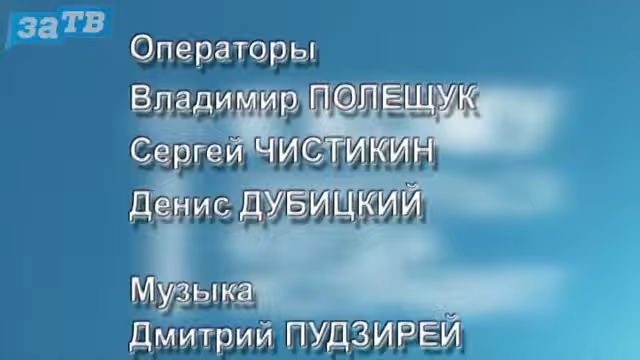 заТВ
Операторы
Владимир ПОЛЕЩУК
Сергей ЧИСТИКИН
Денис ДУБИЦКИЙ
Музыка
Дмитрий ПУДЗИРЕЙ